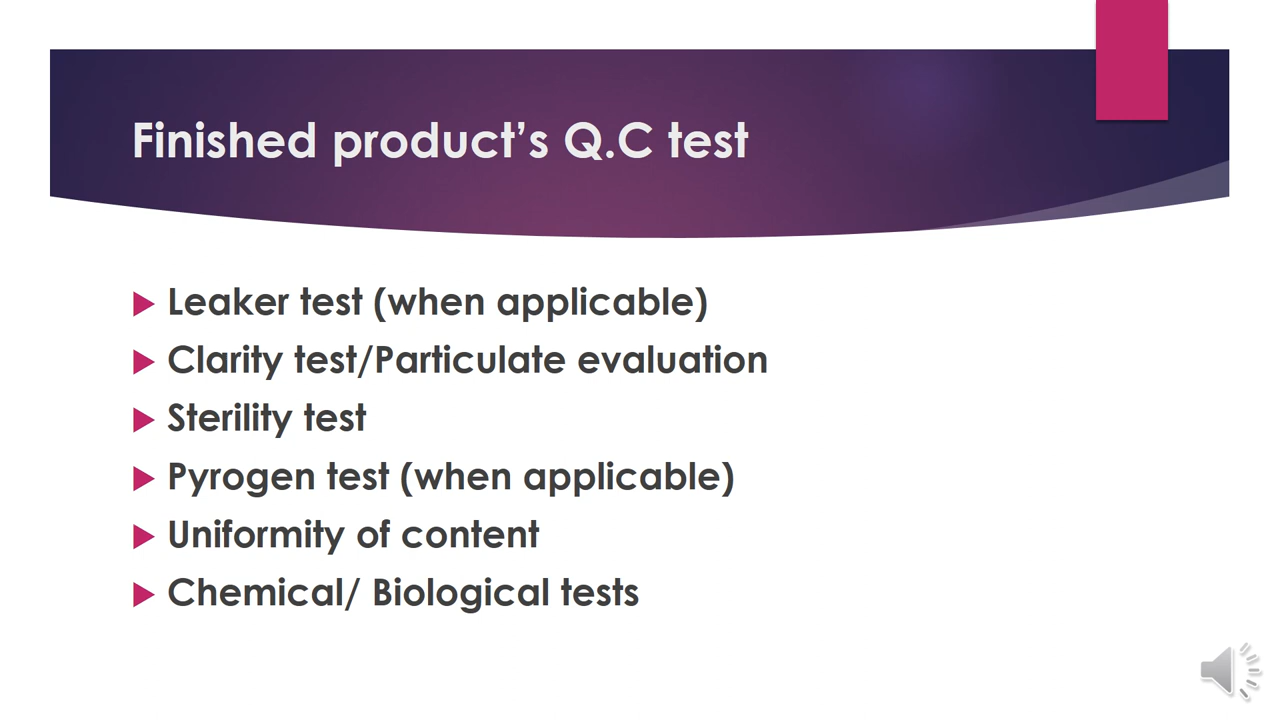 Finished product’s Q.C test
Leaker test (when applicable)
Clarity test/Particulate evaluation
Sterility test
Pyrogen test (when applicable)
Uniformity of content
Chemical/ Biological tests